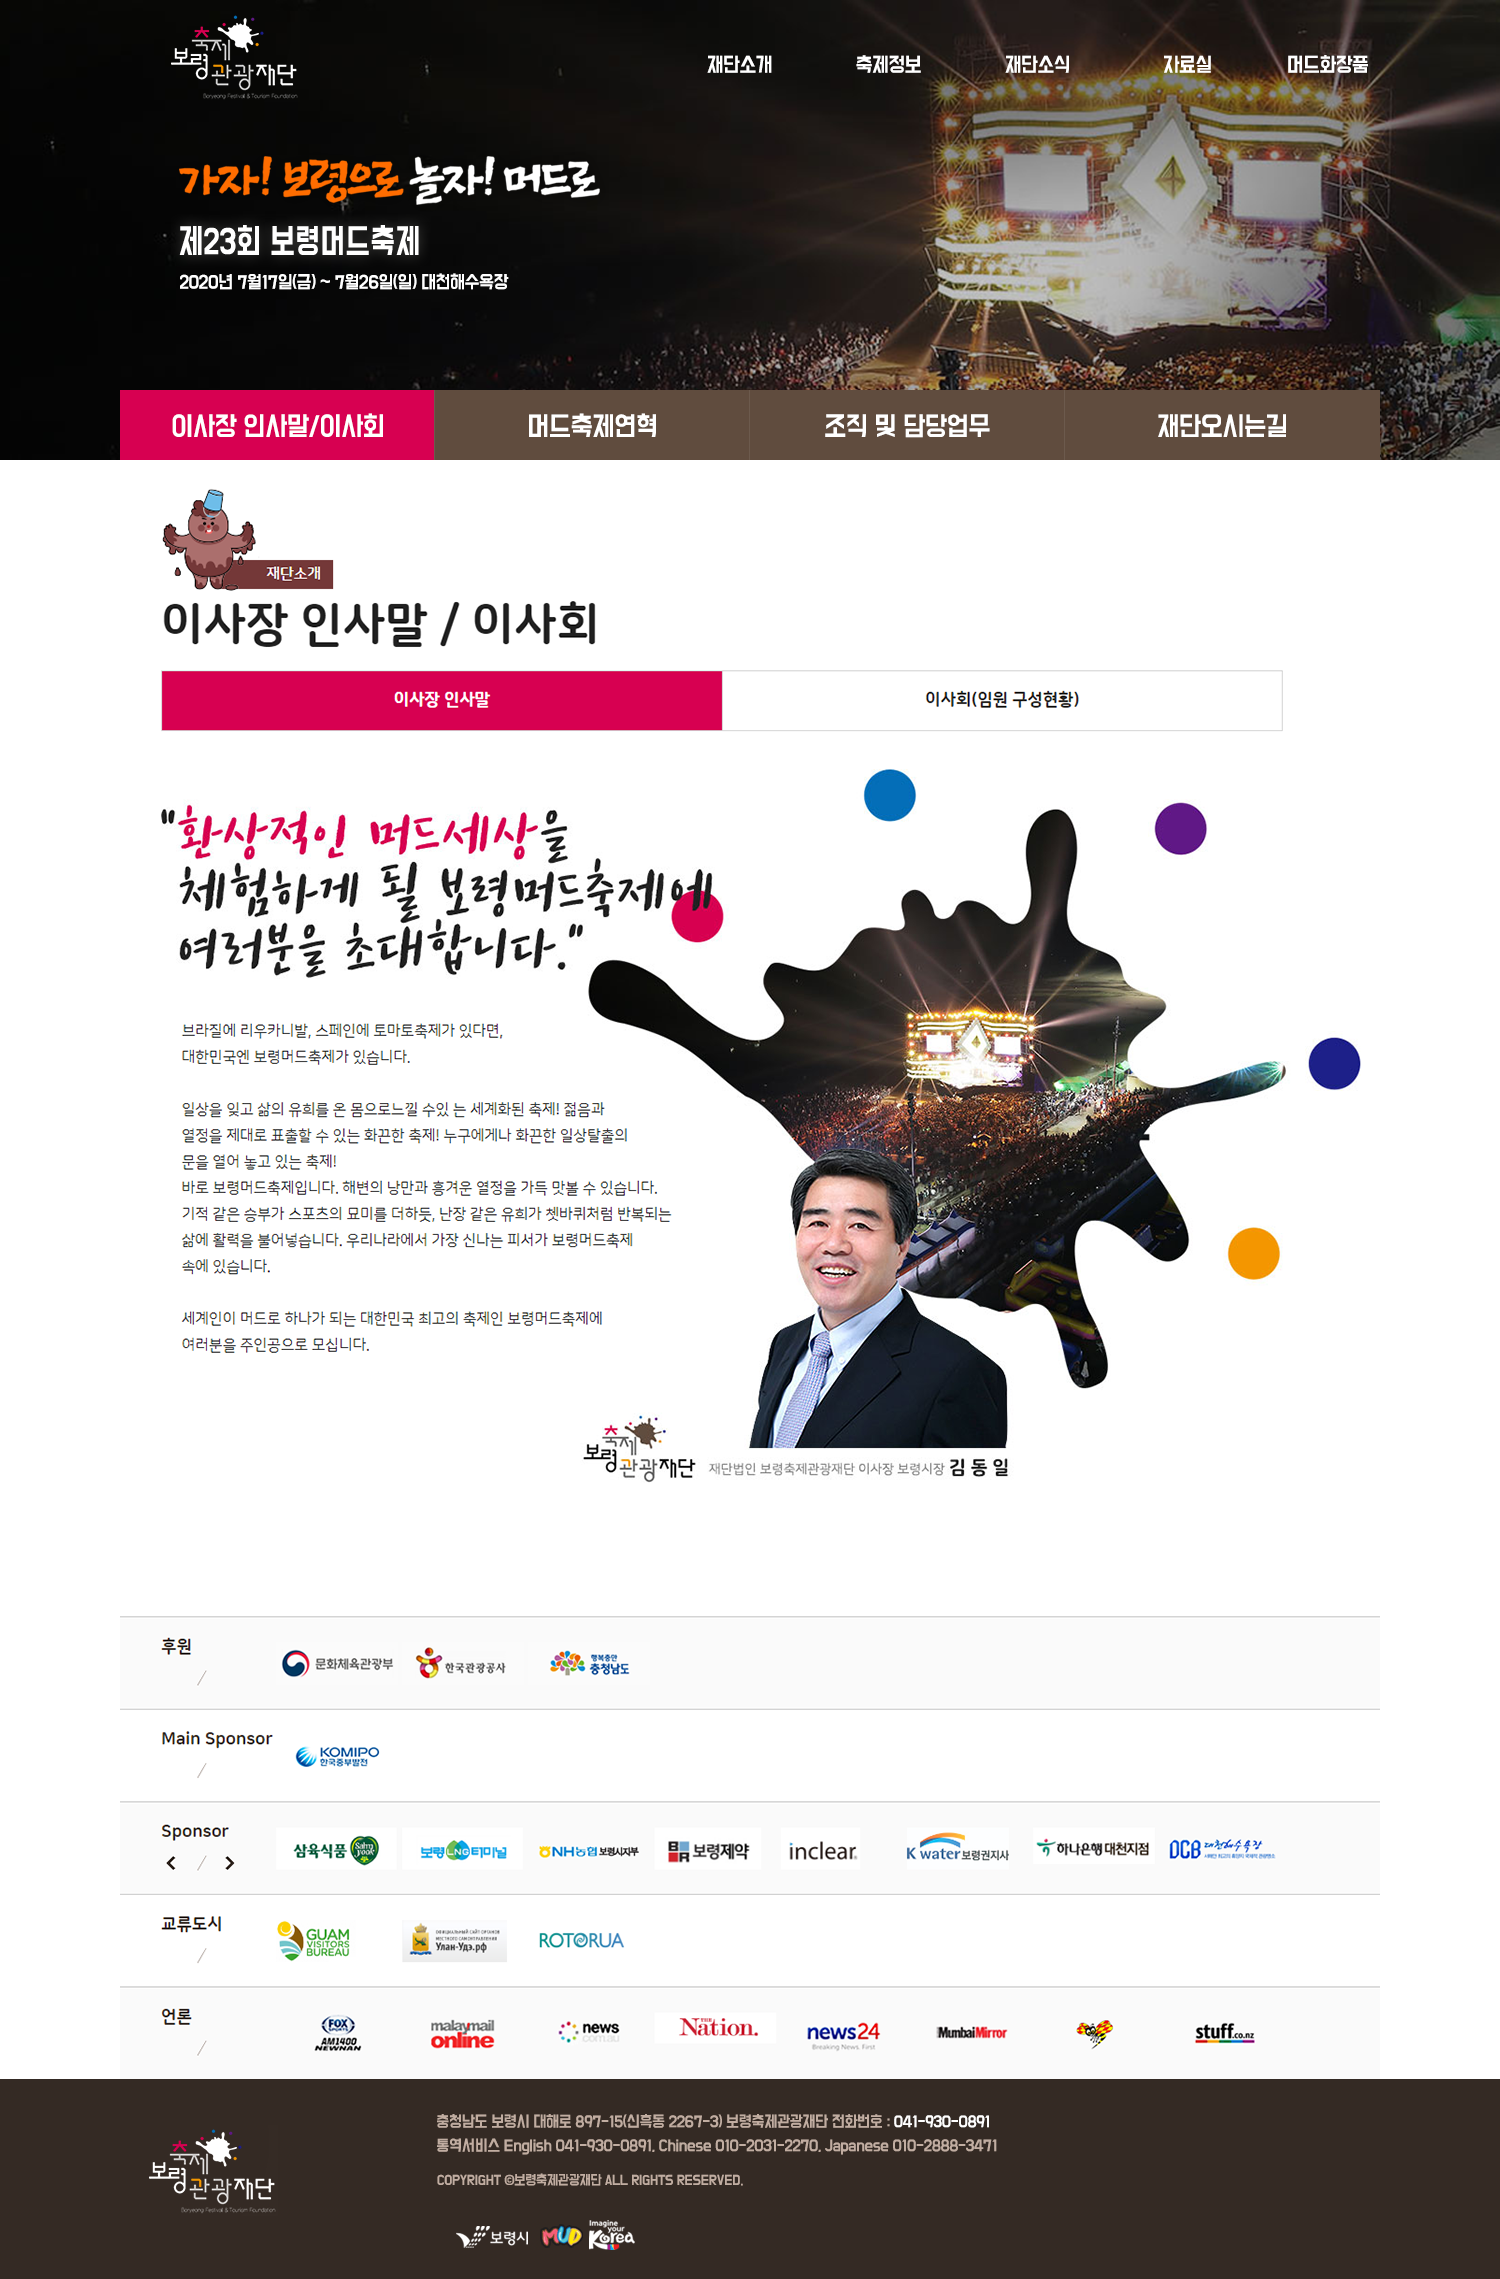 보령축제관광재단
Boryeong Festival & Tourism Foundation
재단소개 축제정보 재단소식 자료실 머드화장품
가자! 보령으로 놀자! 머드로
제23회 보령머드축제
2020년 7월17일(금) ~ 7월26일(일) 대천해수욕장
이사장 인사말/이사회 머드축제연혁 조직 및 담당업무 재단오시는길
재단소개
이사장 인사말 / 이사회
이사장 인사말 이사회(임원 구성현황)
"환상적인 머드세상을
체험하게 될 보령머드축제에
여러분을 초대합니다."
브라질에 리우카니발, 스페인에 토마토축제가 있다면,
대한민국엔 보령머드축제가 있습니다.
일상을 잊고 삶의 유희를 온 몸으로느낄 수있 는 세계화된 축제! 젊음과
열정을 제대로 표출할 수 있는 화끈한 축제! 누구에게나 화끈한 일상탈출의
문을 열어 놓고 있는 축제!
바로 보령머드축제입니다. 해변의 낭만과 흥겨운 열정을 가득 맛볼 수 있습니다.
기적 같은 승부가 스포츠의 묘미를 더하듯, 난장 같은 유희가 쳇바퀴처럼 반복되는
삶에 활력을 불어넣습니다. 우리나라에서 가장 신나는 피서가 보령머드축제
속에 있습니다.
세계인이 머드로 하나가 되는 대한민국 최고의 축제인 보령머드축제에
여러분을 주인공으로 모십니다.
보령축제관광재단 재단법인 보령축제관광재단 이사장 보령시장 김 동 일
후원
/
문화체육관광부 한국관광공사 행복충만 충청남도
Main Sponsor
/
KOMIPO 한국중부발전
Sponsor
/
삼육식품 Sahmyook 보령LNG터미널 NH농협 보령시지부 BR 보령제약 inclear. K water 보령권지사 하나은행 대천지점 DCB 대천해수욕장
교류도시
/
GUAM VISITORS BUREAU
ОФИЦИАЛЬНЫЙ САЙТ ОРГАНОВ
МЕСТНОГО САМОУПРАВЛЕНИЯ
Улан-Удэ.рф
ROTORUA
언론
/
FOX SPORTS AM1400 NEWNAN
malaymail online
news com.au
THE Nation.
news24 Breaking News. First
MumbaiMirror
stuff.co.nz
보령축제관광재단
Boryeong Festival & Tourism Foundation
충청남도 보령시 대해로 897-15(신흑동 2267-3) 보령축제관광재단 전화번호 : 041-930-0891
통역서비스 English 041-930-0891, Chinese 010-2031-2270, Japanese 010-2888-3471
COPYRIGHT ©보령축제관광재단 ALL RIGHTS RESERVED.
보령시 MUD Imagine your Korea